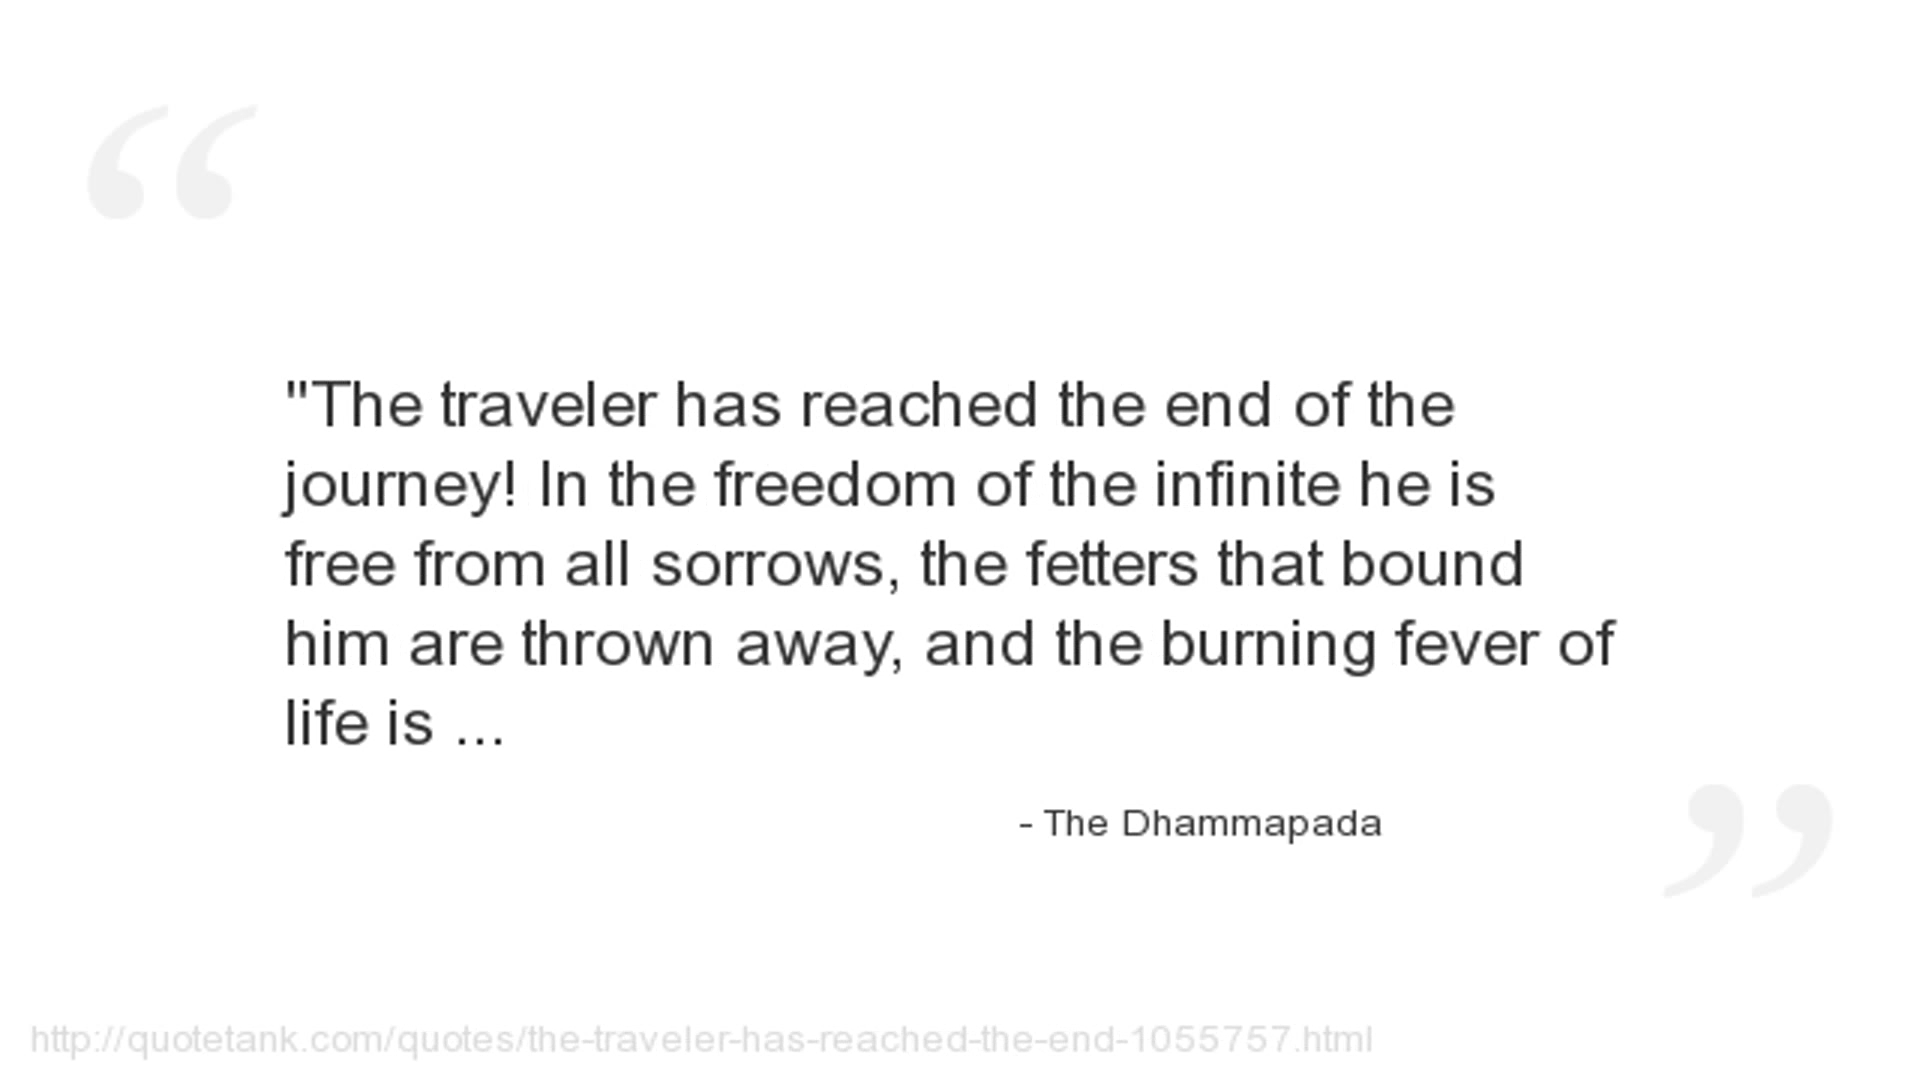 "The traveler has reached the end of the
journey! In the freedom of the infinite he is
free from all sorrows, the fetters that bound
him are thrown away, and the burning fever of
life is ...
- The Dhammapada
http://quotetank.com/quotes/the-traveler-has-reached-the-end-1055757.html